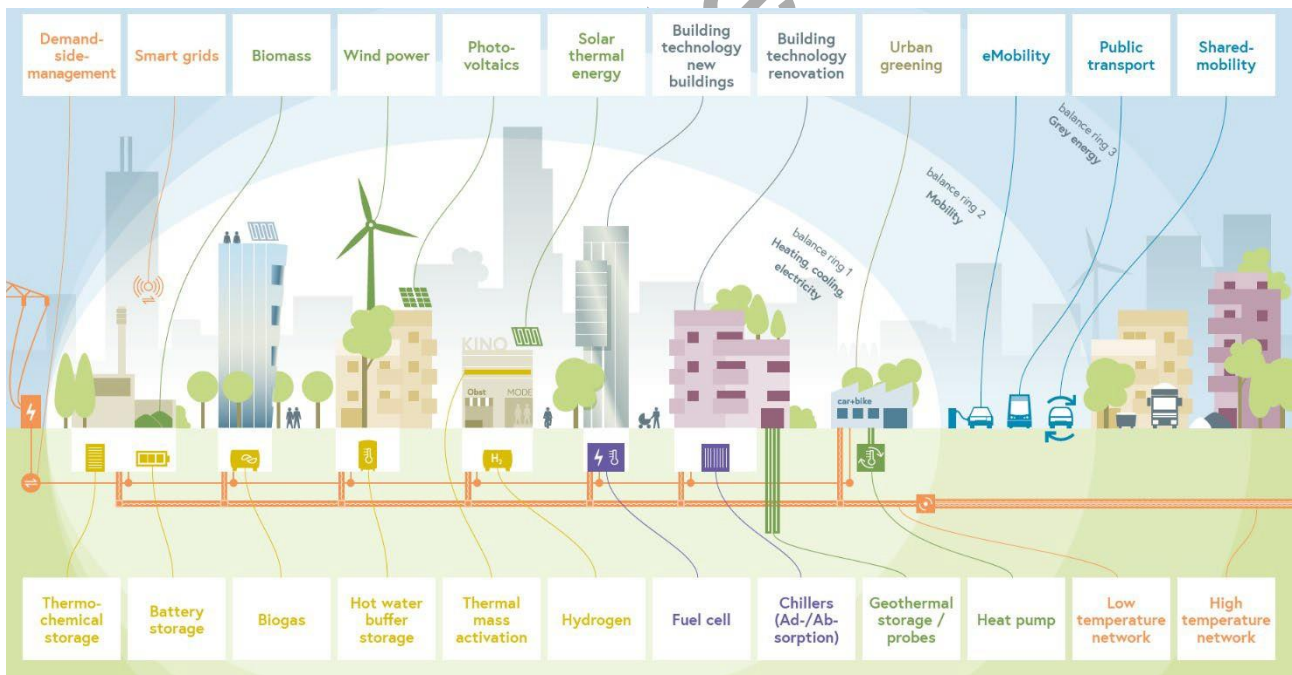 Demand-
side-
management
Smart grids
Biomass
Wind power
Photo-
voltaics
Solar
thermal
energy
Building
technology
new
buildings
Building
technology
renovation
Urban
greening
eMobility
Public
transport
Shared-
mobility
balance ring 3
Grey energy
balance ring 2
Mobility
balance ring 1
Heating, cooling,
electricity
KINO
Obst
MODE
car+bike
H₂
Thermo-
chemical
storage
Battery
storage
Biogas
Hot water
buffer
storage
Thermal
mass
activation
Hydrogen
Fuel cell
Chillers
(Ad-/Ab-
sorption)
Geothermal
storage /
probes
Heat pump
Low
temperature
network
High
temperature
network